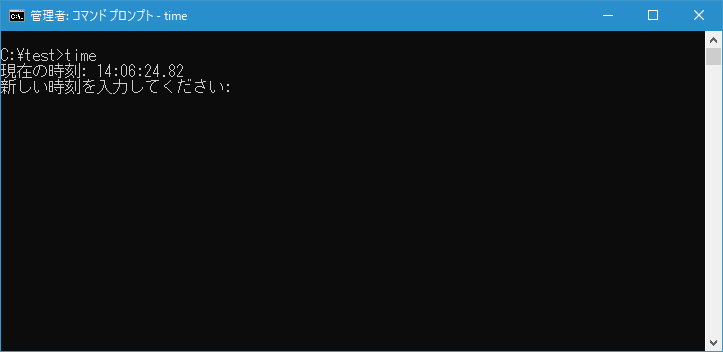 管理者: コマンド プロンプト - time
C:¥test>time
現在の時刻: 14:06:24.82
新しい時刻を入力してください: